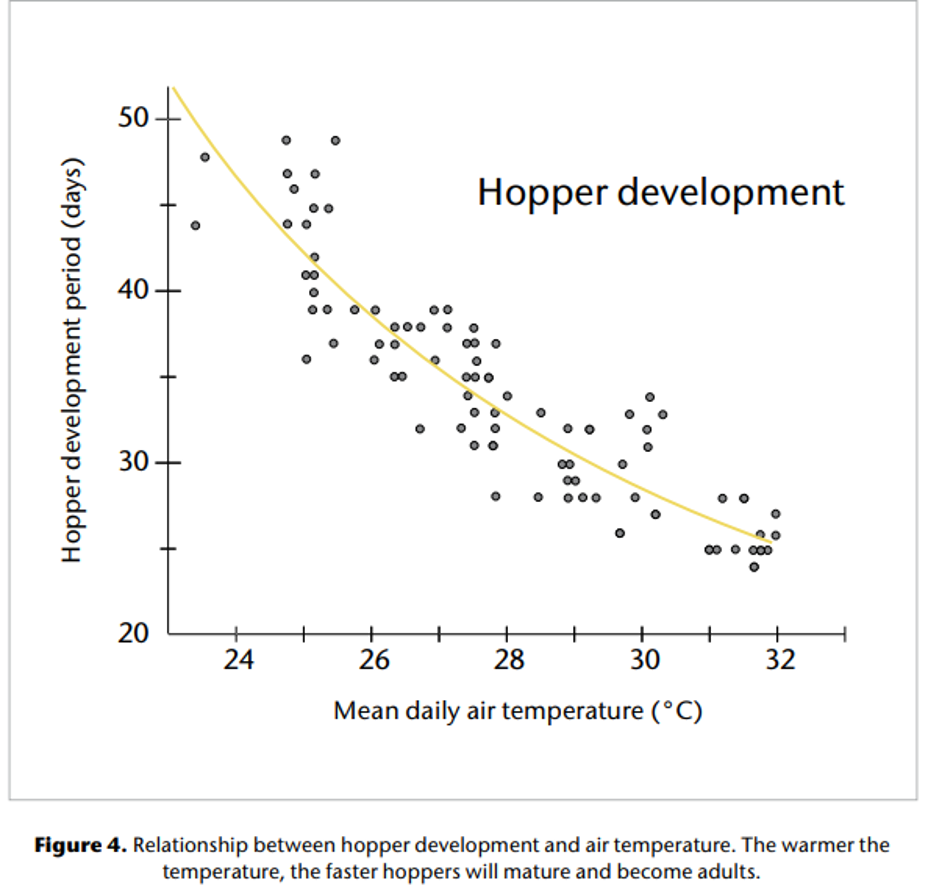 50
Hopper development
40
30
20
Hopper development period (days)
24 26 28 30 32
Mean daily air temperature (°C)
Figure 4. Relationship between hopper development and air temperature. The warmer the
temperature, the faster hoppers will mature and become adults.